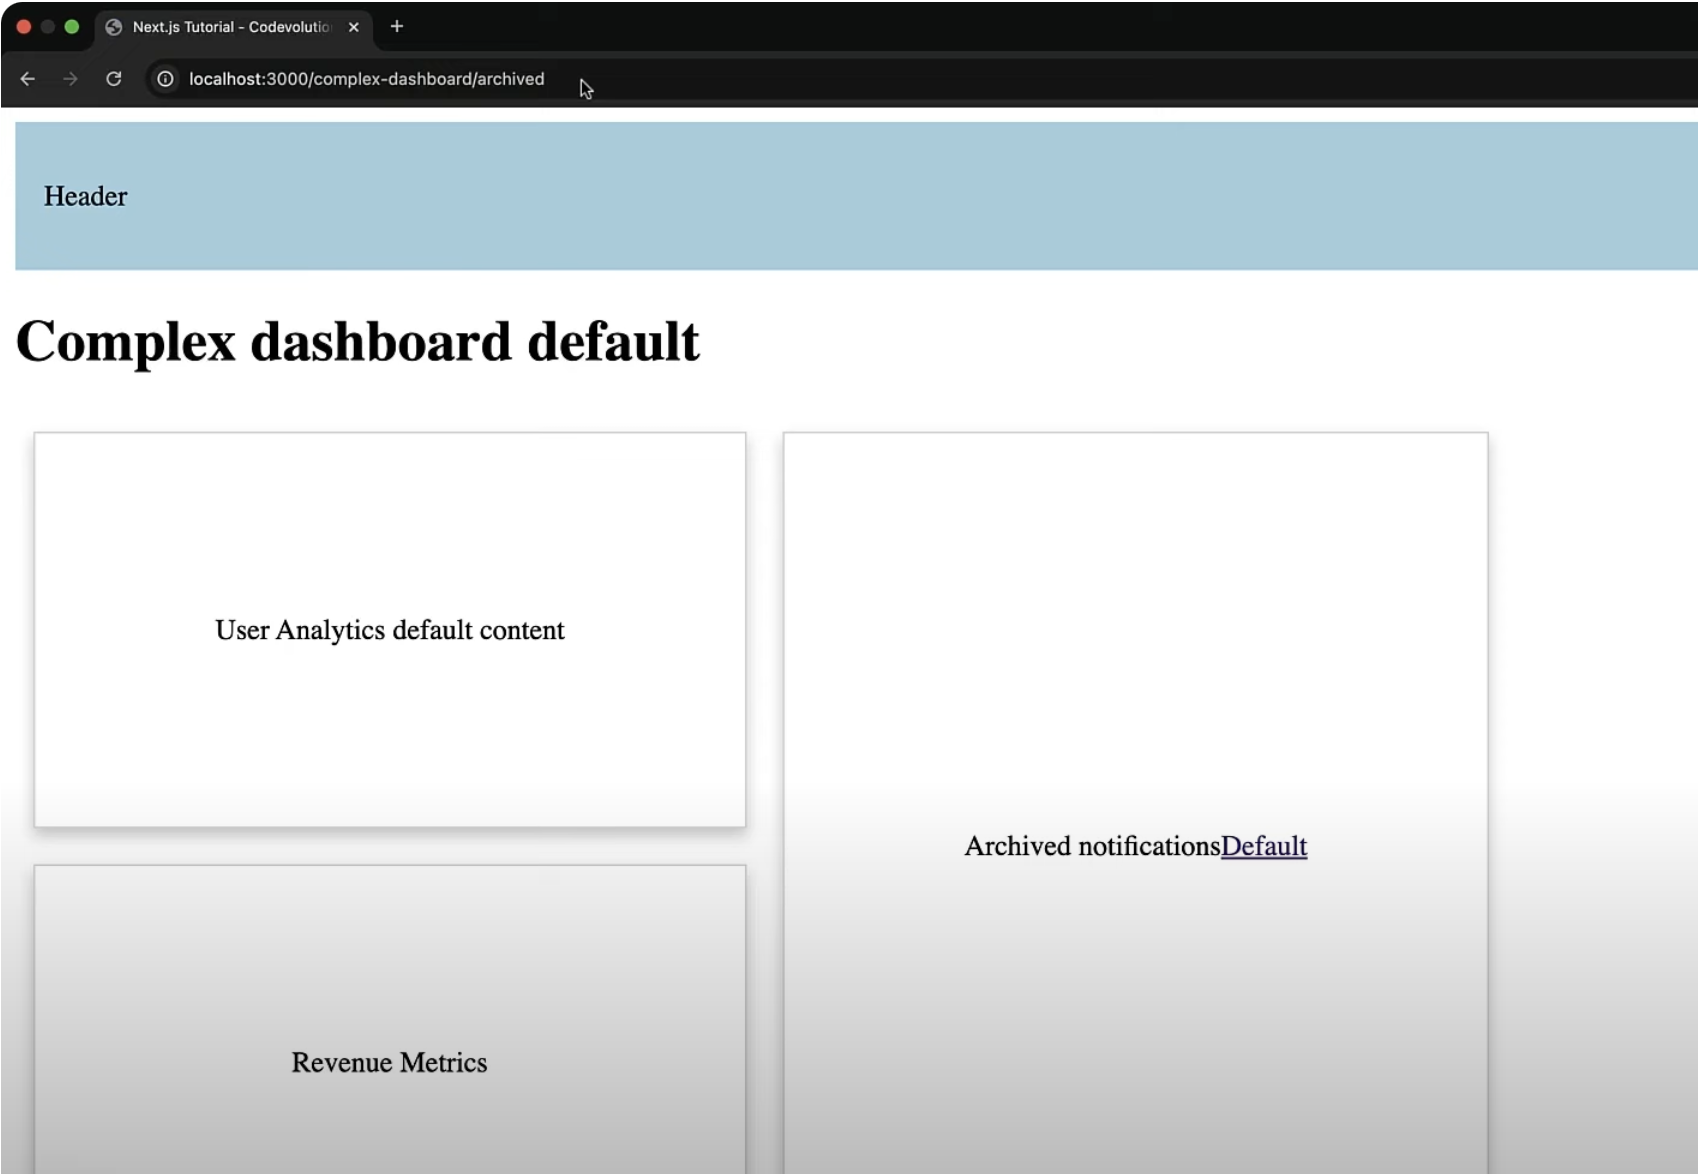 Next.js Tutorial - Codevolutio
localhost:3000/complex-dashboard/archived
Header
Complex dashboard default
User Analytics default content
Archived notificationsDefault
Revenue Metrics